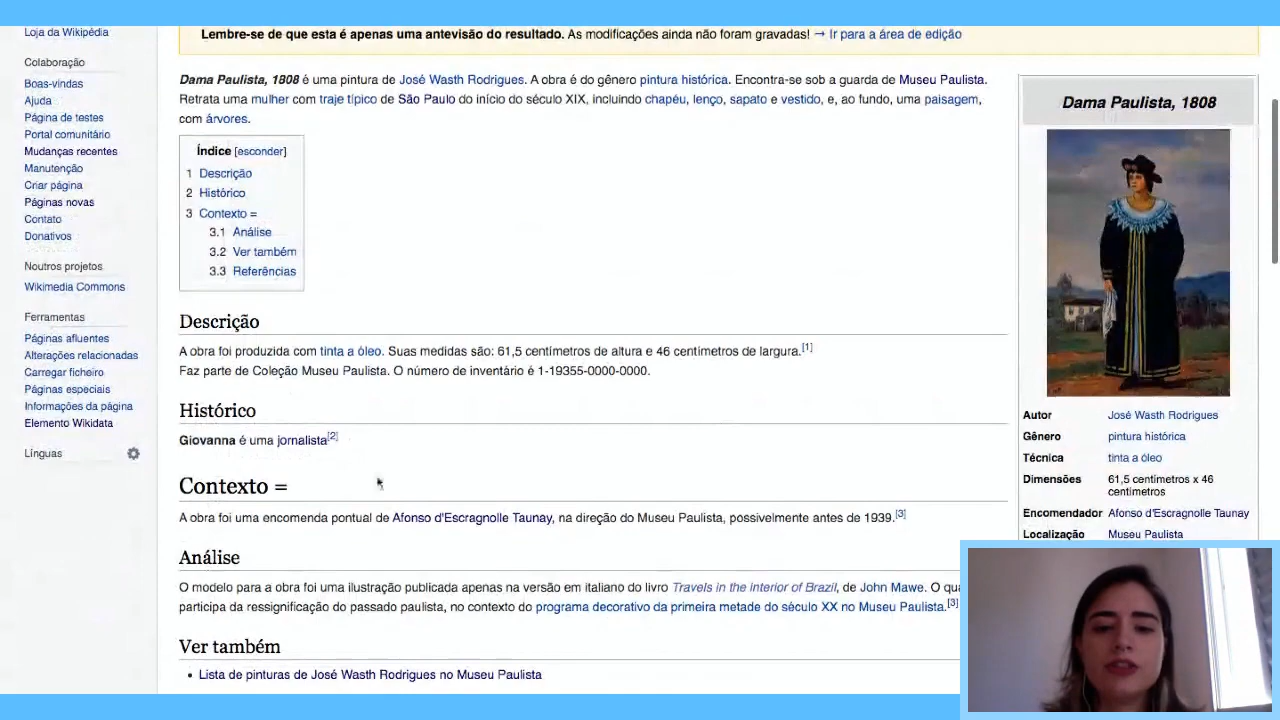 Loja da Wikipédia
Colaboração
Boas-vindas
Ajuda
Página de testes
Portal comunitário
Mudanças recentes
Manutenção
Criar página
Páginas novas
Contato
Donativos
Noutros projetos
Wikimedia Commons
Ferramentas
Páginas afluentes
Alterações relacionadas
Carregar ficheiro
Páginas especiais
Informações da página
Elemento Wikidata
Línguas
Lembre-se de que esta é apenas uma antevisão do resultado. As modificações ainda não foram gravadas! → Ir para a área de edição
Dama Paulista, 1808 é uma pintura de José Wasth Rodrigues. A obra é do gênero pintura histórica. Encontra-se sob a guarda de Museu Paulista.
Retrata uma mulher com traje típico de São Paulo do início do século XIX, incluindo chapéu, lenço, sapato e vestido, e, ao fundo, uma paisagem,
com árvores.
Índice [esconder]
1 Descrição
2 Histórico
3 Contexto =
3.1 Análise
3.2 Ver também
3.3 Referências
Descrição
A obra foi produzida com tinta a óleo. Suas medidas são: 61,5 centímetros de altura e 46 centímetros de largura.[1]
Faz parte de Coleção Museu Paulista. O número de inventário é 1-19355-0000-0000.
Histórico
Giovanna é uma jornalista[2]
Contexto =
A obra foi uma encomenda pontual de Afonso d'Escragnolle Taunay, na direção do Museu Paulista, possivelmente antes de 1939.[3]
Análise
O modelo para a obra foi uma ilustração publicada apenas na versão em italiano do livro Travels in the interior of Brazil, de John Mawe. O qua
participa da ressignificação do passado paulista, no contexto do programa decorativo da primeira metade do século XX no Museu Paulista.[3]
Ver também
• Lista de pinturas de José Wasth Rodrigues no Museu Paulista
Dama Paulista, 1808
Autor José Wasth Rodrigues
Gênero pintura histórica
Técnica tinta a óleo
Dimensões 61,5 centímetros x 46
centímetros
Encomendador Afonso d'Escragnolle Taunay
Localização Museu Paulista